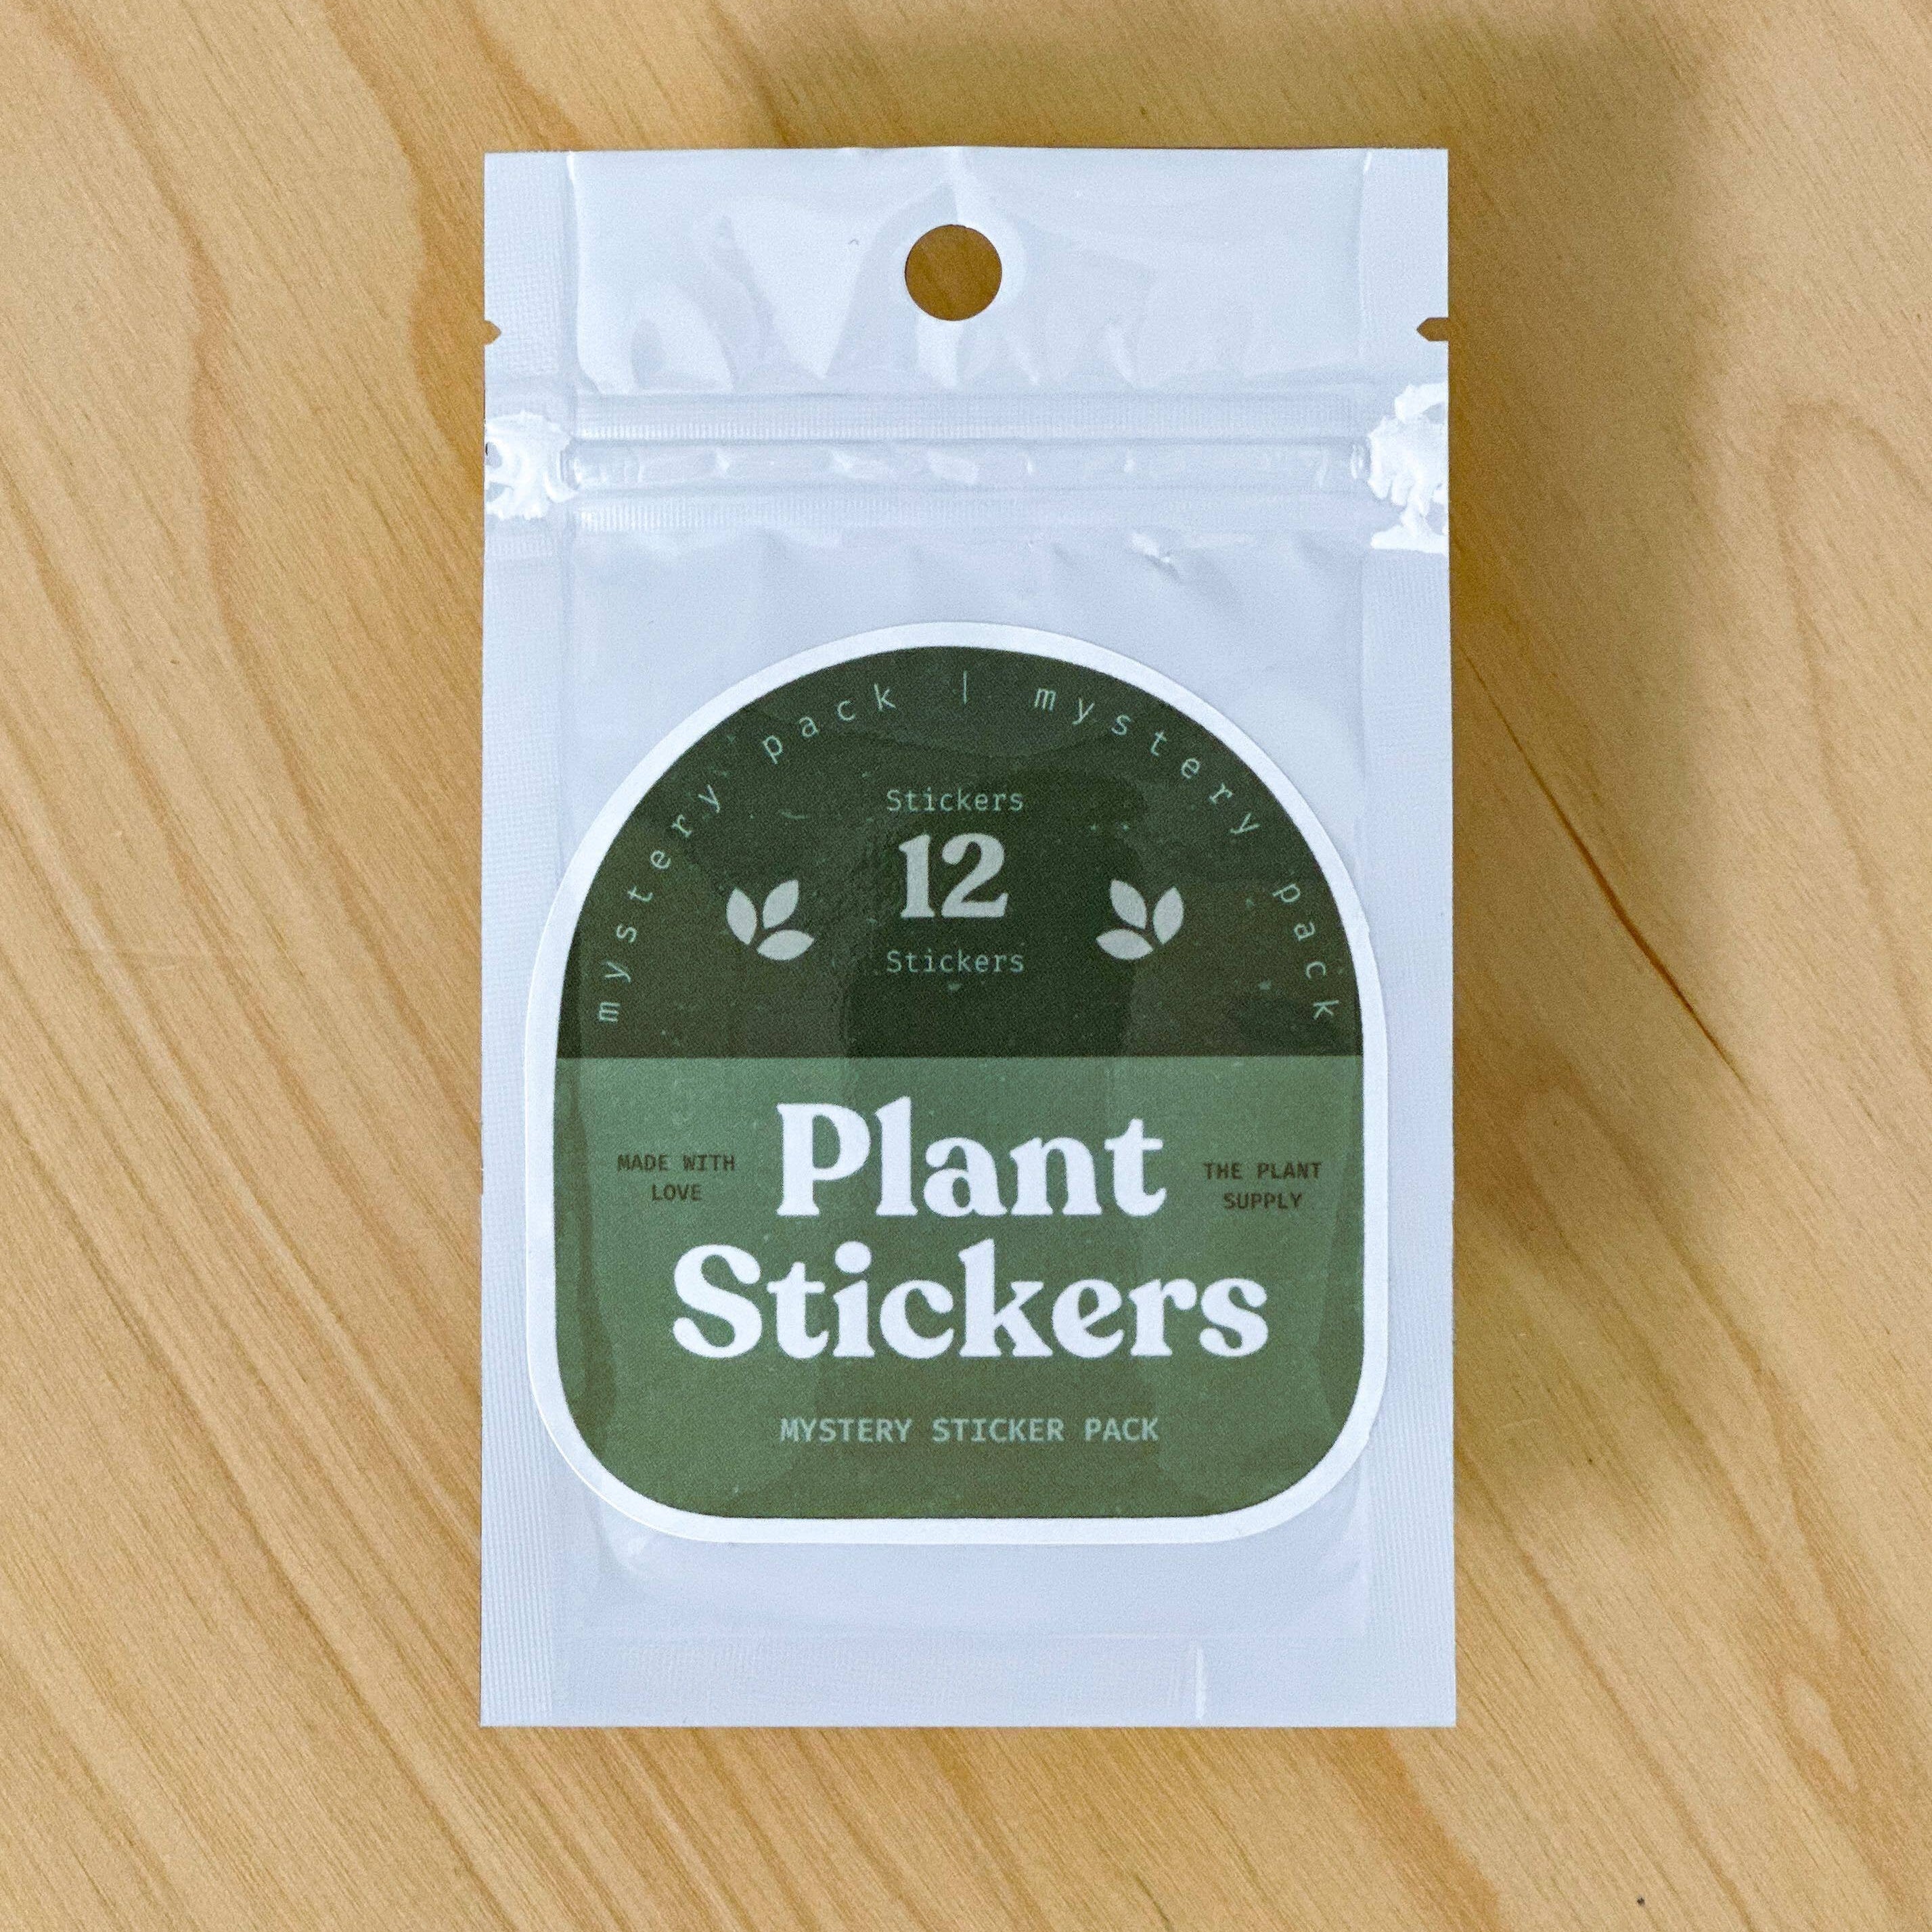 mystery pack | mystery pack
Stickers
12
Stickers
MADE WITH
LOVE
Plant
Stickers
THE PLANT
SUPPLY
MYSTERY STICKER PACK